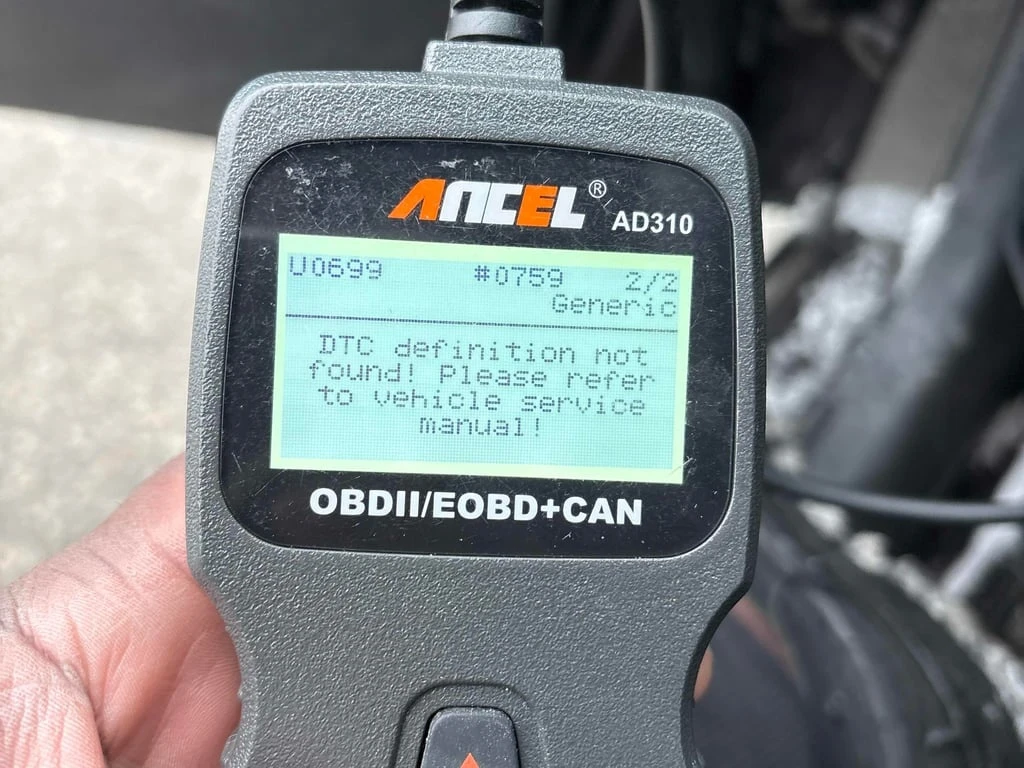 ANCEL® AD310
U0699 #0759 2/2
Generic
DTC definition not
found! Please refer
to vehicle service
manual!
OBDII/EOBD+CAN